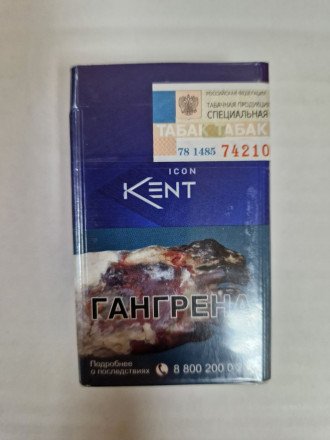 РОССИЙСКАЯ ФЕДЕРАЦИЯ
ТАБАЧНАЯ ПРОДУКЦИЯ
СПЕЦИАЛЬНАЯ
ТАБАК ТАБАК
78 1485 74210
ICON
KENT
ГАНГРЕНА
Подробнее
о последствиях
8 800 200 0 2